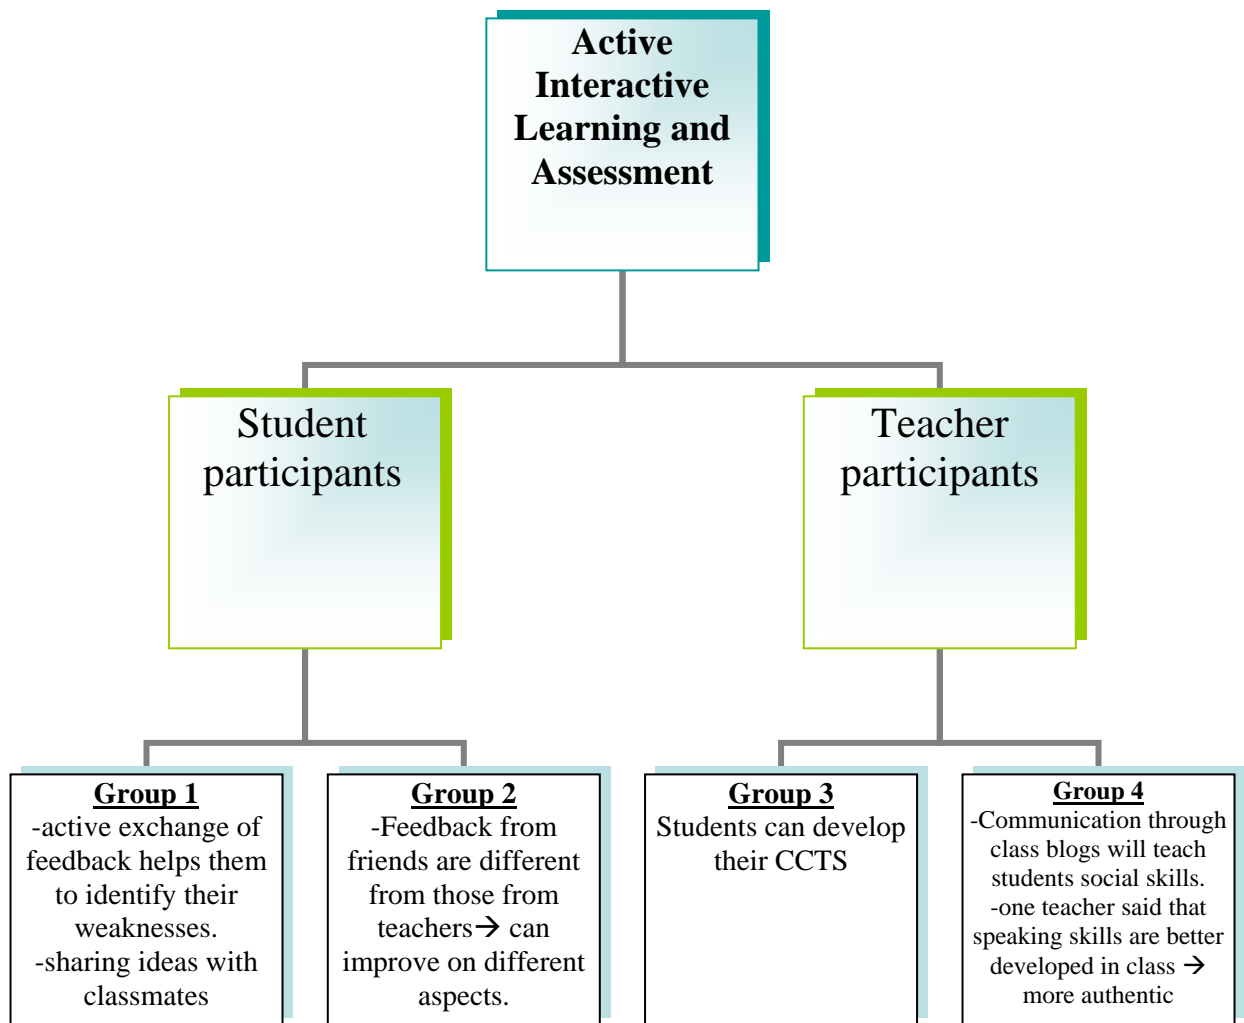 Active
Interactive
Learning and
Assessment
Student
participants
Teacher
participants
Group 1
-active exchange of
feedback helps them
to identify their
weaknesses.
-sharing ideas with
classmates
Group 2
-Feedback from
friends are different
from those from
teachers→ can
improve on different
aspects.
Group 3
Students can develop
their CCTS
Group 4
-Communication through
class blogs will teach
students social skills.
-one teacher said that
speaking skills are better
developed in class →
more authentic